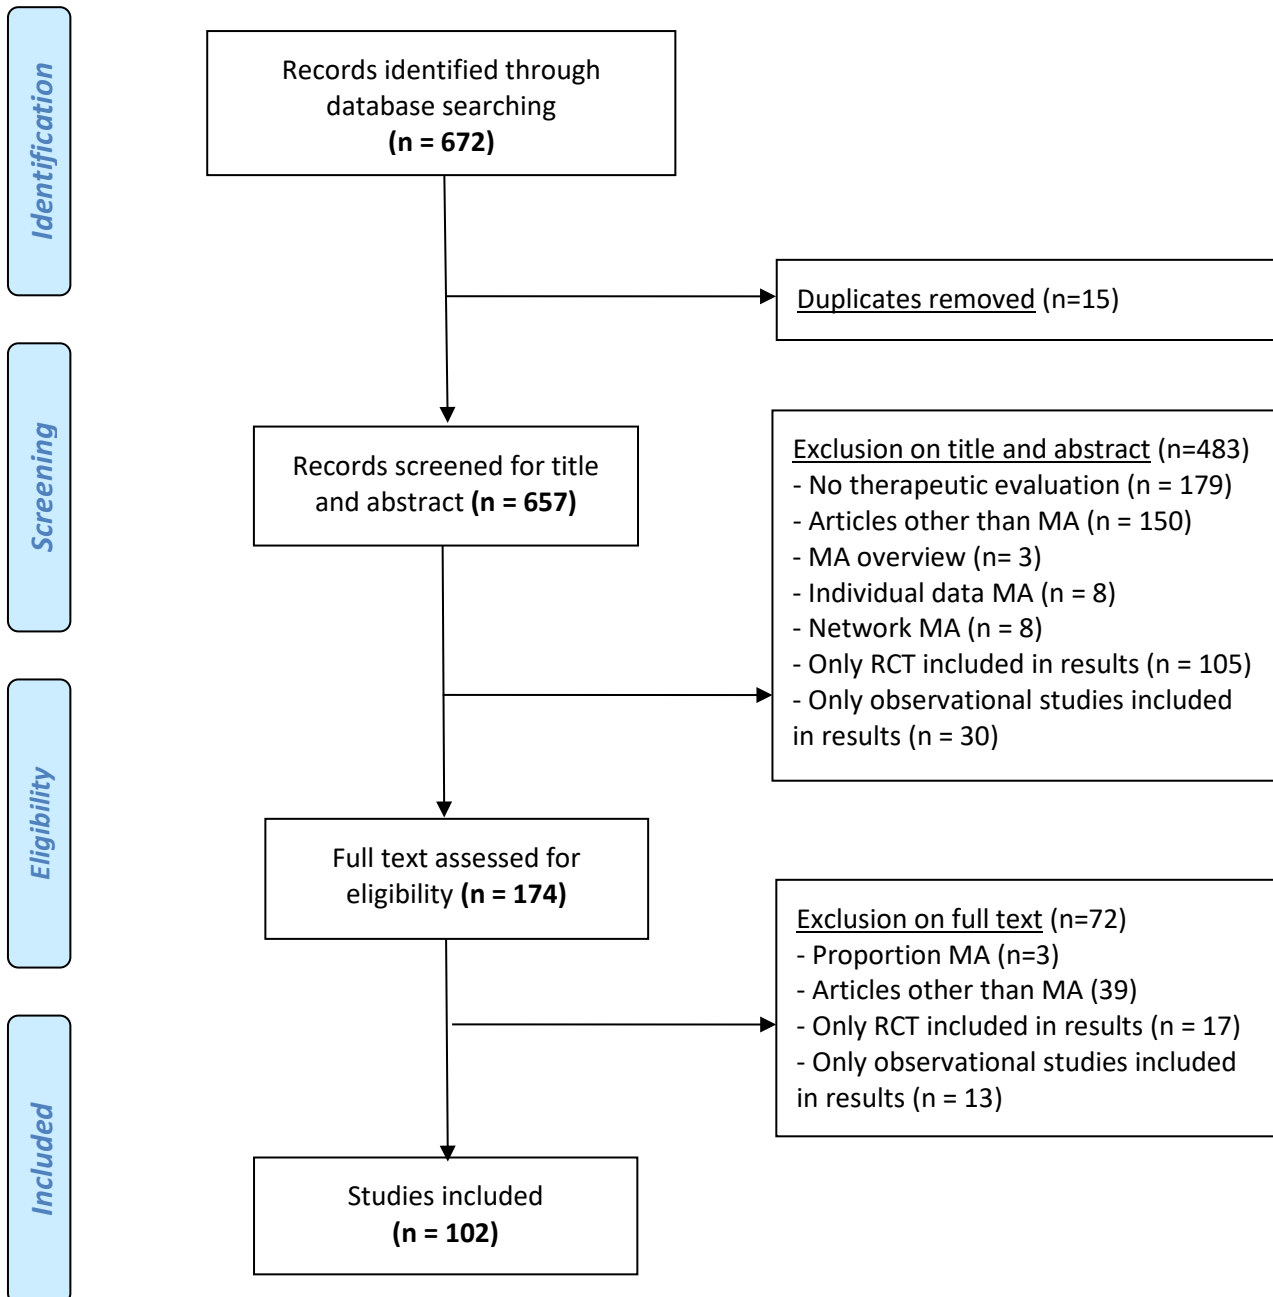 Identification
Records identified through
database searching
(n = 672)
Duplicates removed (n=15)
Screening
Records screened for title
and abstract (n = 657)
Exclusion on title and abstract (n=483)
- No therapeutic evaluation (n = 179)
- Articles other than MA (n = 150)
- MA overview (n= 3)
- Individual data MA (n = 8)
- Network MA (n = 8)
- Only RCT included in results (n = 105)
- Only observational studies included
in results (n = 30)
Eligibility
Full text assessed for
eligibility (n = 174)
Exclusion on full text (n=72)
- Proportion MA (n=3)
- Articles other than MA (39)
- Only RCT included in results (n = 17)
- Only observational studies included
in results (n = 13)
Included
Studies included
(n = 102)